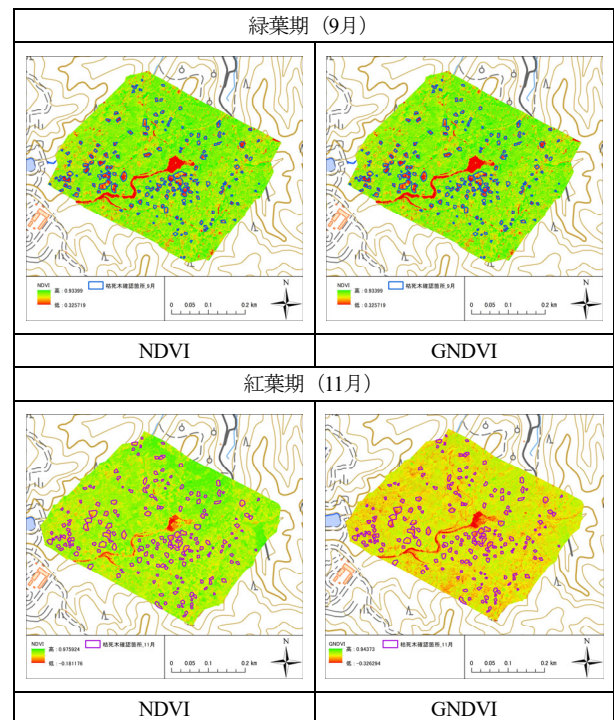 緑葉期（9月）
NDVI
高 : 0.93399
低 : 0.325719
枯死木確認箇所_9月
0 0.05 0.1 0.2 km
N
NDVI
高 : 0.93399
低 : 0.325719
枯死木確認箇所_9月
0 0.05 0.1 0.2 km
N
NDVI
GNDVI
紅葉期（11月）
NDVI
高 : 0.975924
低 : -0.181176
枯死木確認箇所_11月
0 0.05 0.1 0.2 km
N
GNDVI
高 : 0.94373
低 : -0.326294
枯死木確認箇所_11月
0 0.05 0.1 0.2 km
N
NDVI
GNDVI